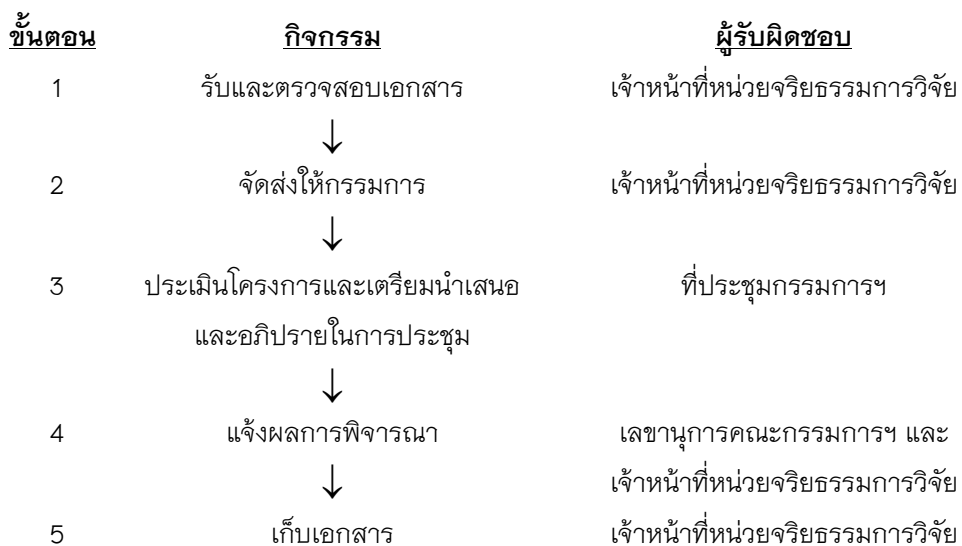 ขั้นตอน กิจกรรม ผู้รับผิดชอบ
1 รับและตรวจสอบเอกสาร เจ้าหน้าที่หน่วยจริยธรรมการวิจัย
↓
2 จัดส่งให้กรรมการ เจ้าหน้าที่หน่วยจริยธรรมการวิจัย
↓
3 ประเมินโครงการและเตรียมนำเสนอ ที่ประชุมกรรมการฯ
และอภิปรายในการประชุม
↓
4 แจ้งผลการพิจารณา เลขานุการคณะกรรมการฯ และ
↓ เจ้าหน้าที่หน่วยจริยธรรมการวิจัย
5 เก็บเอกสาร เจ้าหน้าที่หน่วยจริยธรรมการวิจัย